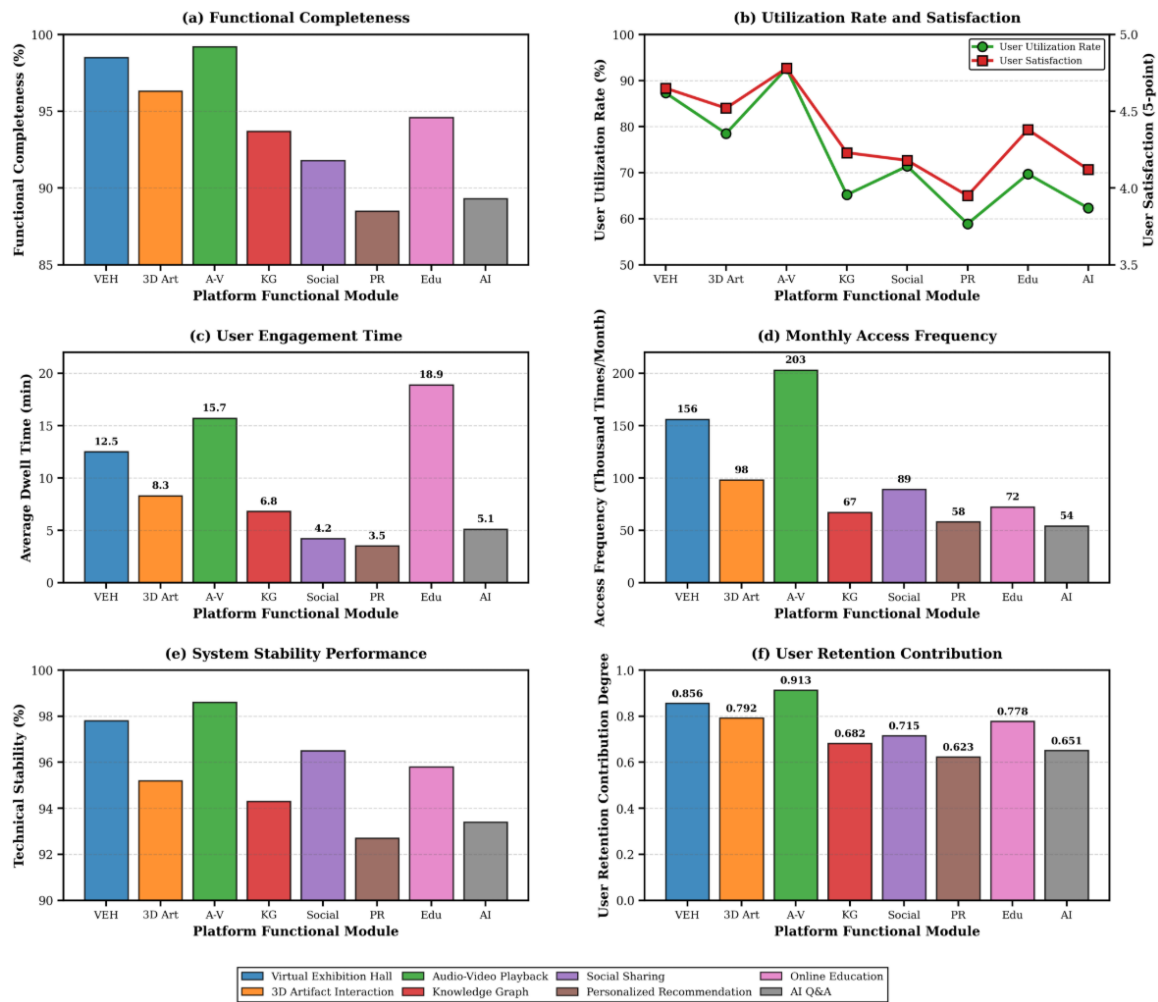 (a) Functional Completeness
Functional Completeness (%)
100
95
90
85
VEH 3D Art A-V KG Social PR Edu AI
Platform Functional Module
(b) Utilization Rate and Satisfaction
User Utilization Rate (%)
100
90
80
70
60
50
User Utilization Rate
User Satisfaction
5.0
4.5
4.0
3.5
User Satisfaction (5-point)
VEH 3D Art A-V KG Social PR Edu AI
Platform Functional Module
(c) User Engagement Time
Average Dwell Time (min)
20
15
10
5
0
12.5 8.3 15.7 6.8 4.2 3.5 18.9 5.1
VEH 3D Art A-V KG Social PR Edu AI
Platform Functional Module
(d) Monthly Access Frequency
Access Frequency (Thousand Times/Month)
200
150
100
50
0
156 98 203 67 89 58 72 54
VEH 3D Art A-V KG Social PR Edu AI
Platform Functional Module
(e) System Stability Performance
Technical Stability (%)
100
98
96
94
92
90
VEH 3D Art A-V KG Social PR Edu AI
Platform Functional Module
(f) User Retention Contribution
User Retention Contribution Degree
1.0
0.8
0.6
0.4
0.2
0.0
0.856 0.792 0.913 0.682 0.715 0.623 0.778 0.651
VEH 3D Art A-V KG Social PR Edu AI
Platform Functional Module
Virtual Exhibition Hall Audio-Video Playback Social Sharing Online Education
3D Artifact Interaction Knowledge Graph Personalized Recommendation AI Q&A